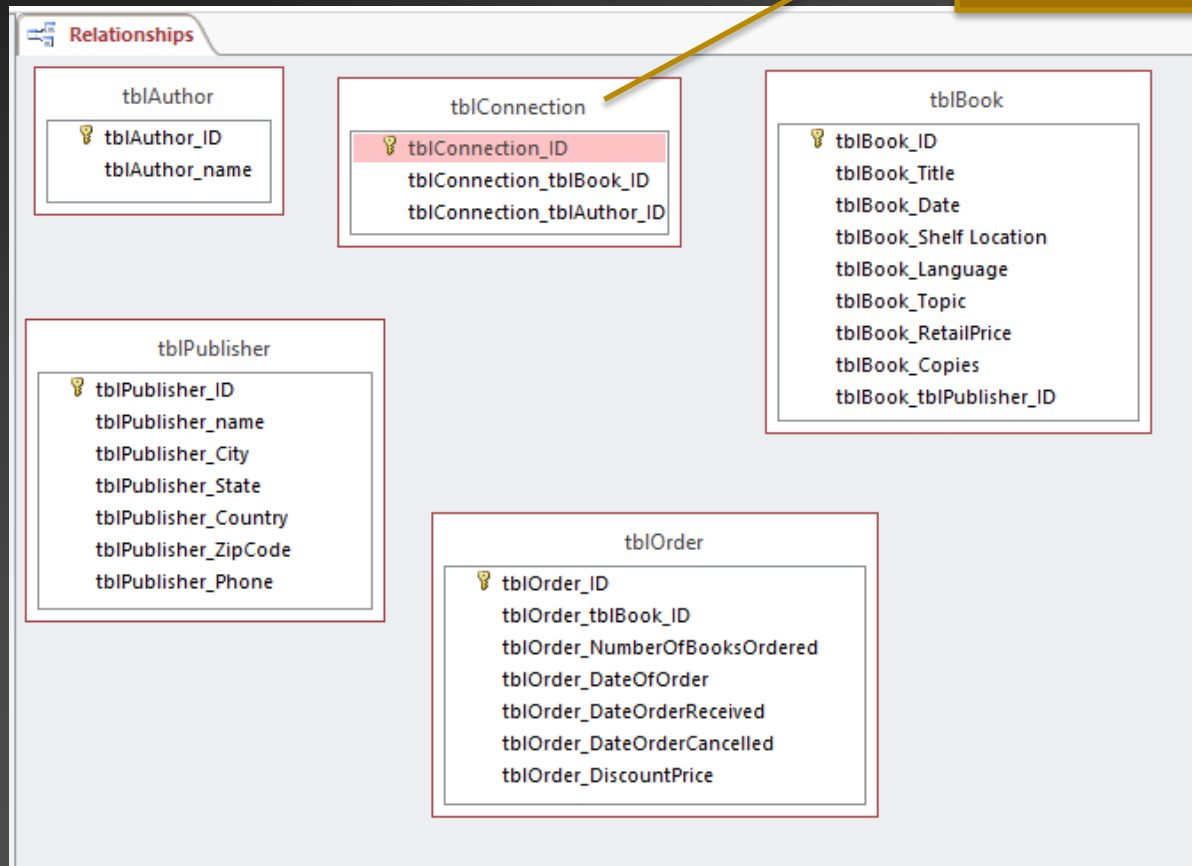 Relationships
tblAuthor
tblAuthor_ID
tblAuthor_name
tblConnection
tblConnection_ID
tblConnection_tblBook_ID
tblConnection_tblAuthor_ID
tblBook
tblBook_ID
tblBook_Title
tblBook_Date
tblBook_Shelf Location
tblBook_Language
tblBook_Topic
tblBook_RetailPrice
tblBook_Copies
tblBook_tblPublisher_ID
tblPublisher
tblPublisher_ID
tblPublisher_name
tblPublisher_City
tblPublisher_State
tblPublisher_Country
tblPublisher_ZipCode
tblPublisher_Phone
tblOrder
tblOrder_ID
tblOrder_tblBook_ID
tblOrder_NumberOfBooksOrdered
tblOrder_DateOfOrder
tblOrder_DateOrderReceived
tblOrder_DateOrderCancelled
tblOrder_DiscountPrice